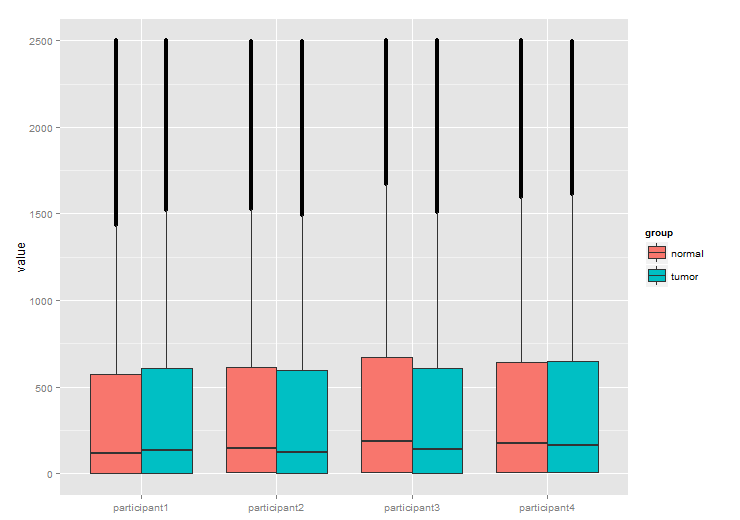 2500
2000
1500
1000
500
0
value
participant1
participant2
participant3
participant4
group
normal
tumor